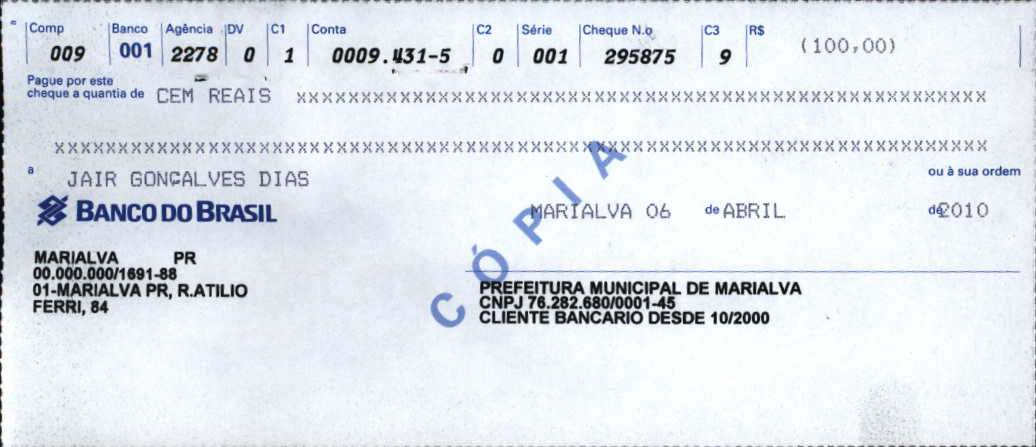 Comp Banco Agência DV C1 Conta C2 Série Cheque N.o C3 R$
009 001 2278 0 1 0009.431-5 0 001 295875 9 (100,00)
Pague por este
cheque a quantia de CEM REAIS xxxxxxxxxxxxxxxxxxxxxxxxxxxxxxxxxxxxxxxxxxxxxxxxxxxxx
xxxxxxxxxxxxxxxxxxxxxxxxxxxxxxxxxxxxxxxxxxxxxxxxxxxxxxxxxxxxxxxxxxxxxxxx
a JAIR GONÇALVES DIAS ou à sua ordem
BANCO DO BRASIL
MARIALVA 06 de ABRIL de 2010
CÓPIA
MARIALVA PR
00.000.000/1691-88
01-MARIALVA PR, R.ATILIO
FERRI, 84
PREFEITURA MUNICIPAL DE MARIALVA
CNPJ 76.282.680/0001-45
CLIENTE BANCARIO DESDE 10/2000